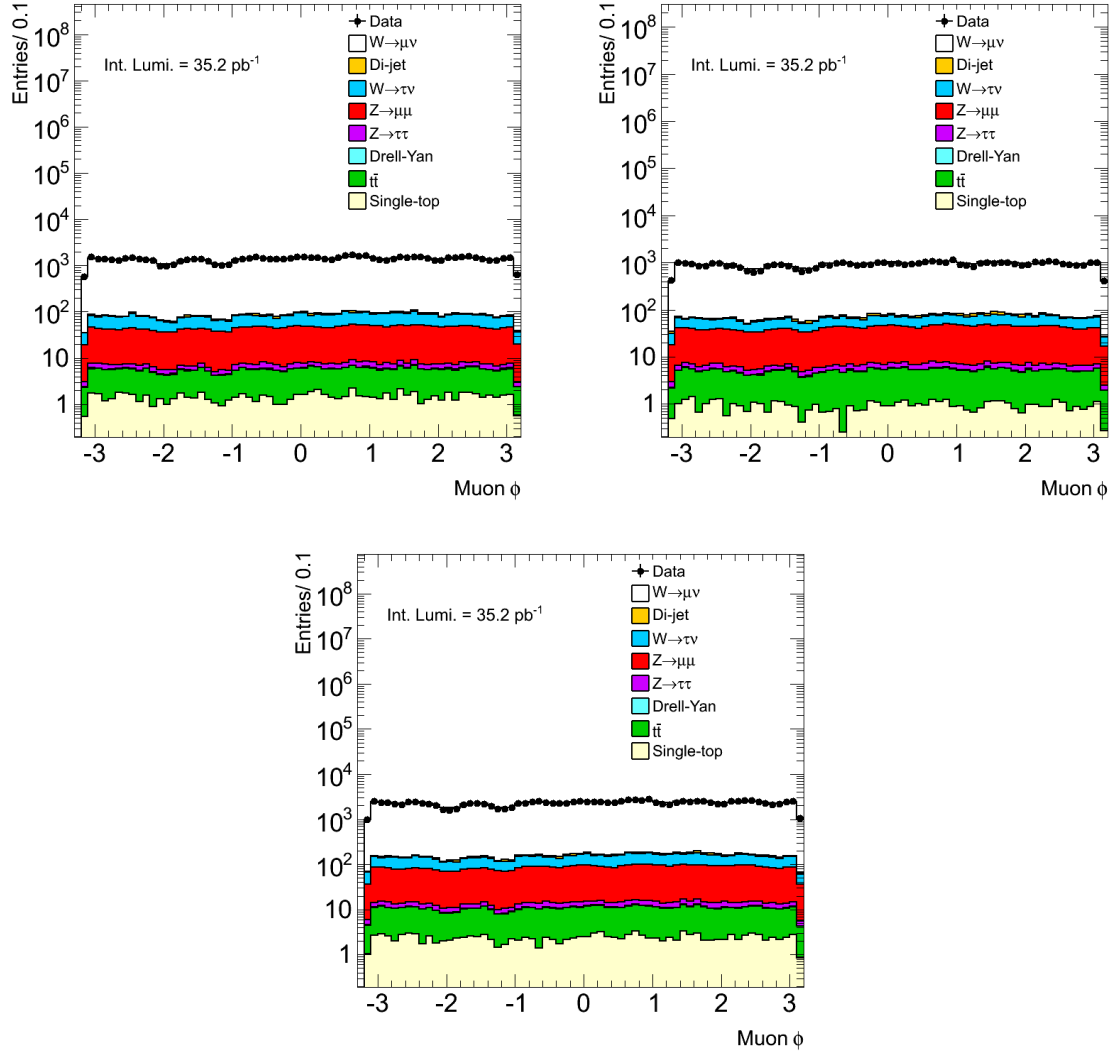 Entries/ 0.1
10⁸
10⁷
10⁶
10⁵
10⁴
10³
10²
10
1
Int. Lumi. = 35.2 pb⁻¹
Data
W→μν
Di-jet
W→τν
Z→μμ
Z→ττ
Drell-Yan
tt̄
Single-top
-3 -2 -1 0 1 2 3
Muon ϕ
Entries/ 0.1
10⁸
10⁷
10⁶
10⁵
10⁴
10³
10²
10
1
Int. Lumi. = 35.2 pb⁻¹
Data
W→μν
Di-jet
W→τν
Z→μμ
Z→ττ
Drell-Yan
tt̄
Single-top
-3 -2 -1 0 1 2 3
Muon ϕ
Entries/ 0.1
10⁸
10⁷
10⁶
10⁵
10⁴
10³
10²
10
1
Int. Lumi. = 35.2 pb⁻¹
Data
W→μν
Di-jet
W→τν
Z→μμ
Z→ττ
Drell-Yan
tt̄
Single-top
-3 -2 -1 0 1 2 3
Muon ϕ